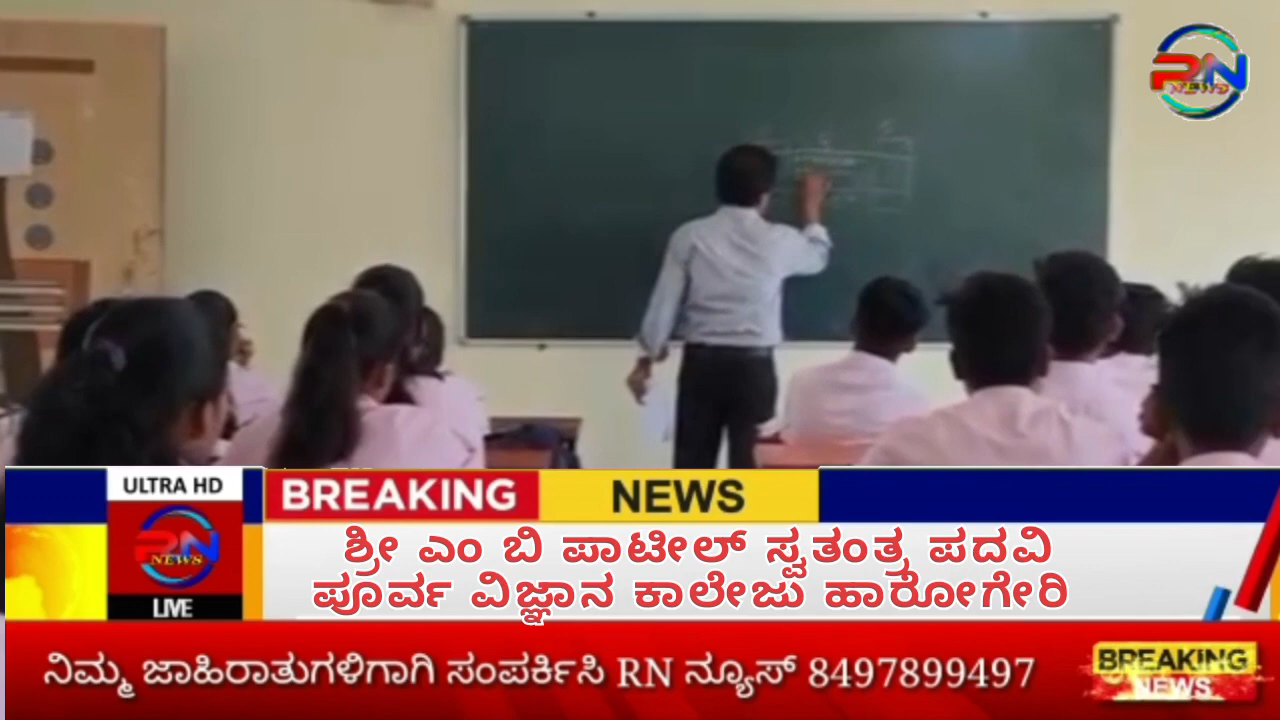 RN
NEWS
ULTRA HD
BREAKING NEWS
RN
NEWS
LIVE
ಶ್ರೀ ಎಂ ಬಿ ಪಾಟೀಲ್ ಸ್ವತಂತ್ರ ಪದವಿ
ಪೂರ್ವ ವಿಜ್ಞಾನ ಕಾಲೇಜು ಹಾರೋಗೇರಿ
ನಿಮ್ಮ ಜಾಹಿರಾತುಗಳಿಗಾಗಿ ಸಂಪರ್ಕಿಸಿ RN ನ್ಯೂಸ್ 8497899497
BREAKING
NEWS